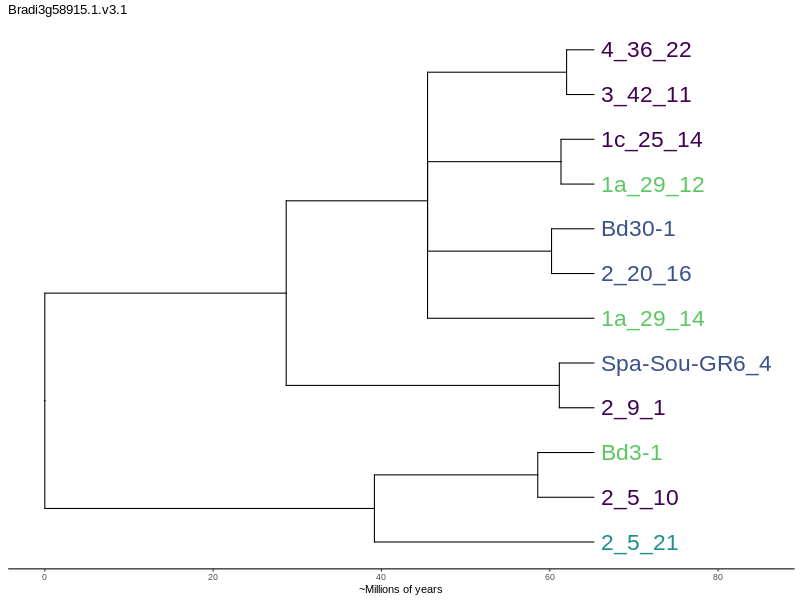 Bradi3g58915.1.v3.1
4_36_22
3_42_11
1c_25_14
1a_29_12
Bd30-1
2_20_16
1a_29_14
Spa-Sou-GR6_4
2_9_1
Bd3-1
2_5_10
2_5_21
0 20 40 60 80
~Millions of years